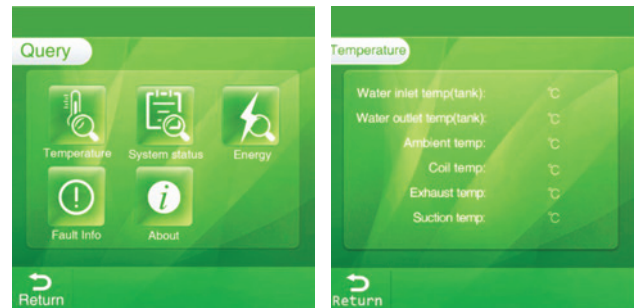 Query
Temperature
System status
Energy
Fault Info
i
About
Return
Temperature
Water inlet temp(tank): ℃
Water outlet temp(tank): ℃
Ambient temp: ℃
Coil temp: ℃
Exhaust temp: ℃
Suction temp: ℃
Return